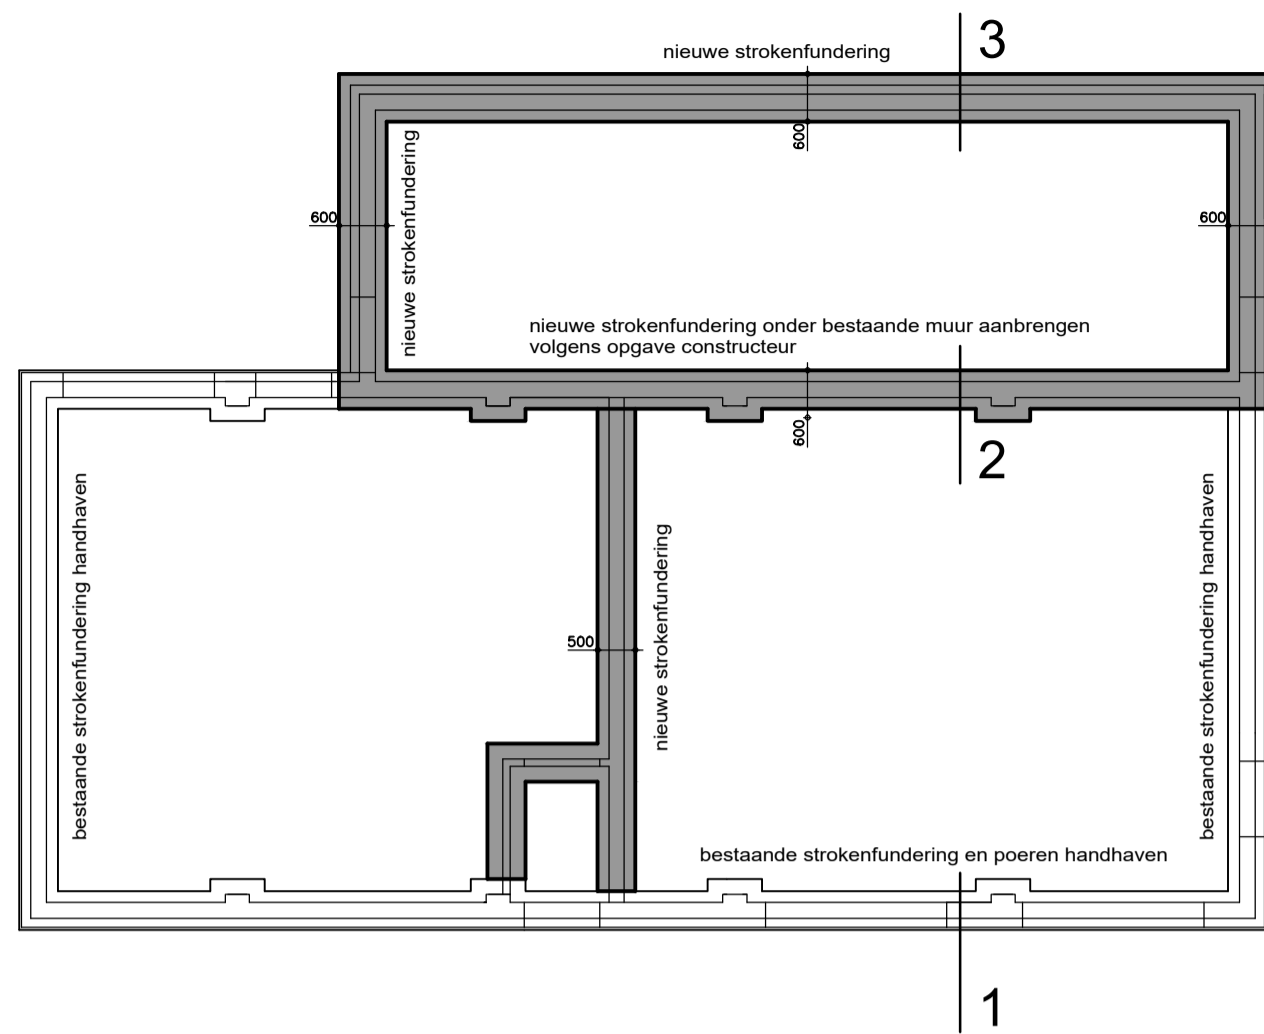 3
nieuwe strokenfundering
600
nieuwe strokenfundering
600
600
nieuwe strokenfundering onder bestaande muur aanbrengen
volgens opgave constructeur
600
2
bestaande strokenfundering handhaven
nieuwe strokenfundering
bestaande strokenfundering handhaven
500
bestaande strokenfundering en poeren handhaven
1